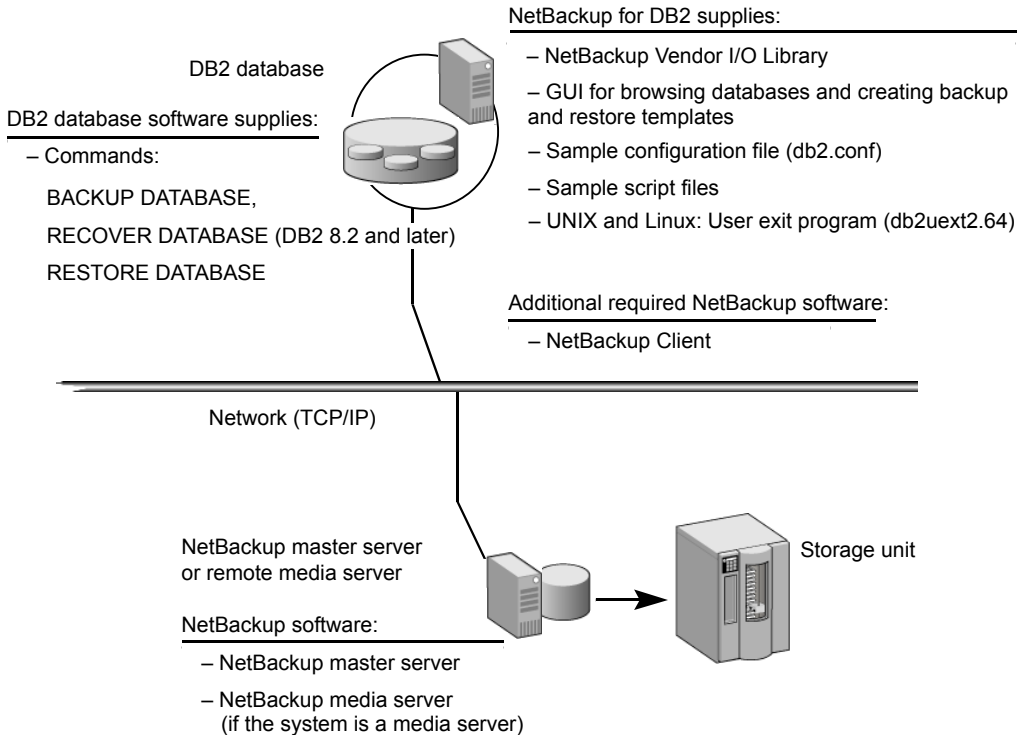 NetBackup for DB2 supplies:
– NetBackup Vendor I/O Library
– GUI for browsing databases and creating backup
and restore templates
– Sample configuration file (db2.conf)
– Sample script files
– UNIX and Linux: User exit program (db2uext2.64)
DB2 database
DB2 database software supplies:
– Commands:
BACKUP DATABASE,
RECOVER DATABASE (DB2 8.2 and later)
RESTORE DATABASE
Additional required NetBackup software:
– NetBackup Client
Network (TCP/IP)
NetBackup master server
or remote media server
Storage unit
NetBackup software:
– NetBackup master server
– NetBackup media server
(if the system is a media server)